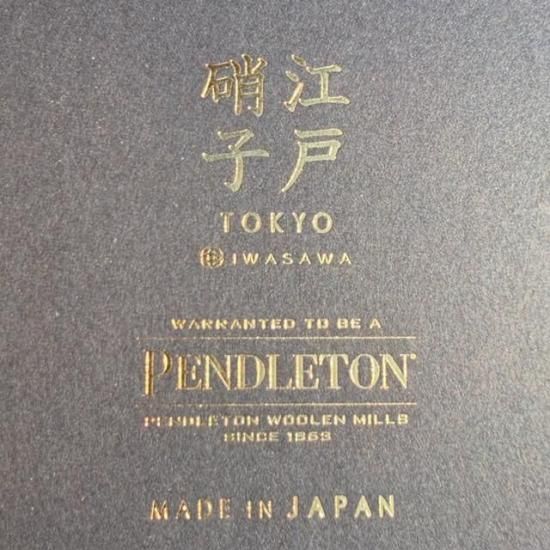 江戸
硝子
TOKYO
IWASAWA
WARRANTED TO BE A
PENDLETON®
PENDLETON WOOLEN MILLS
SINCE 1863
MADE IN JAPAN